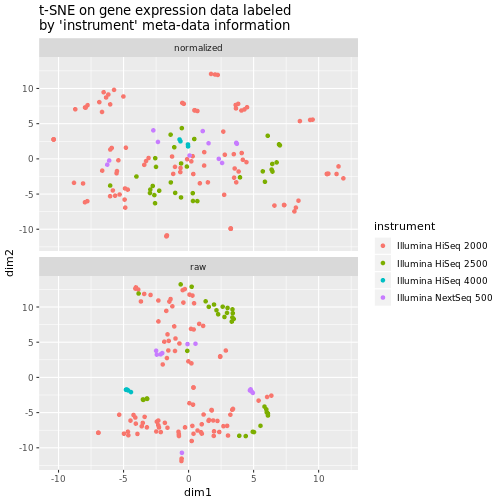 t-SNE on gene expression data labeled
by 'instrument' meta-data information
normalized
10
5
0
-5
-10
raw
10
5
0
-5
-10
-10 -5 0 5 10
dim1
dim2
instrument
Illumina HiSeq 2000
Illumina HiSeq 2500
Illumina HiSeq 4000
Illumina NextSeq 500